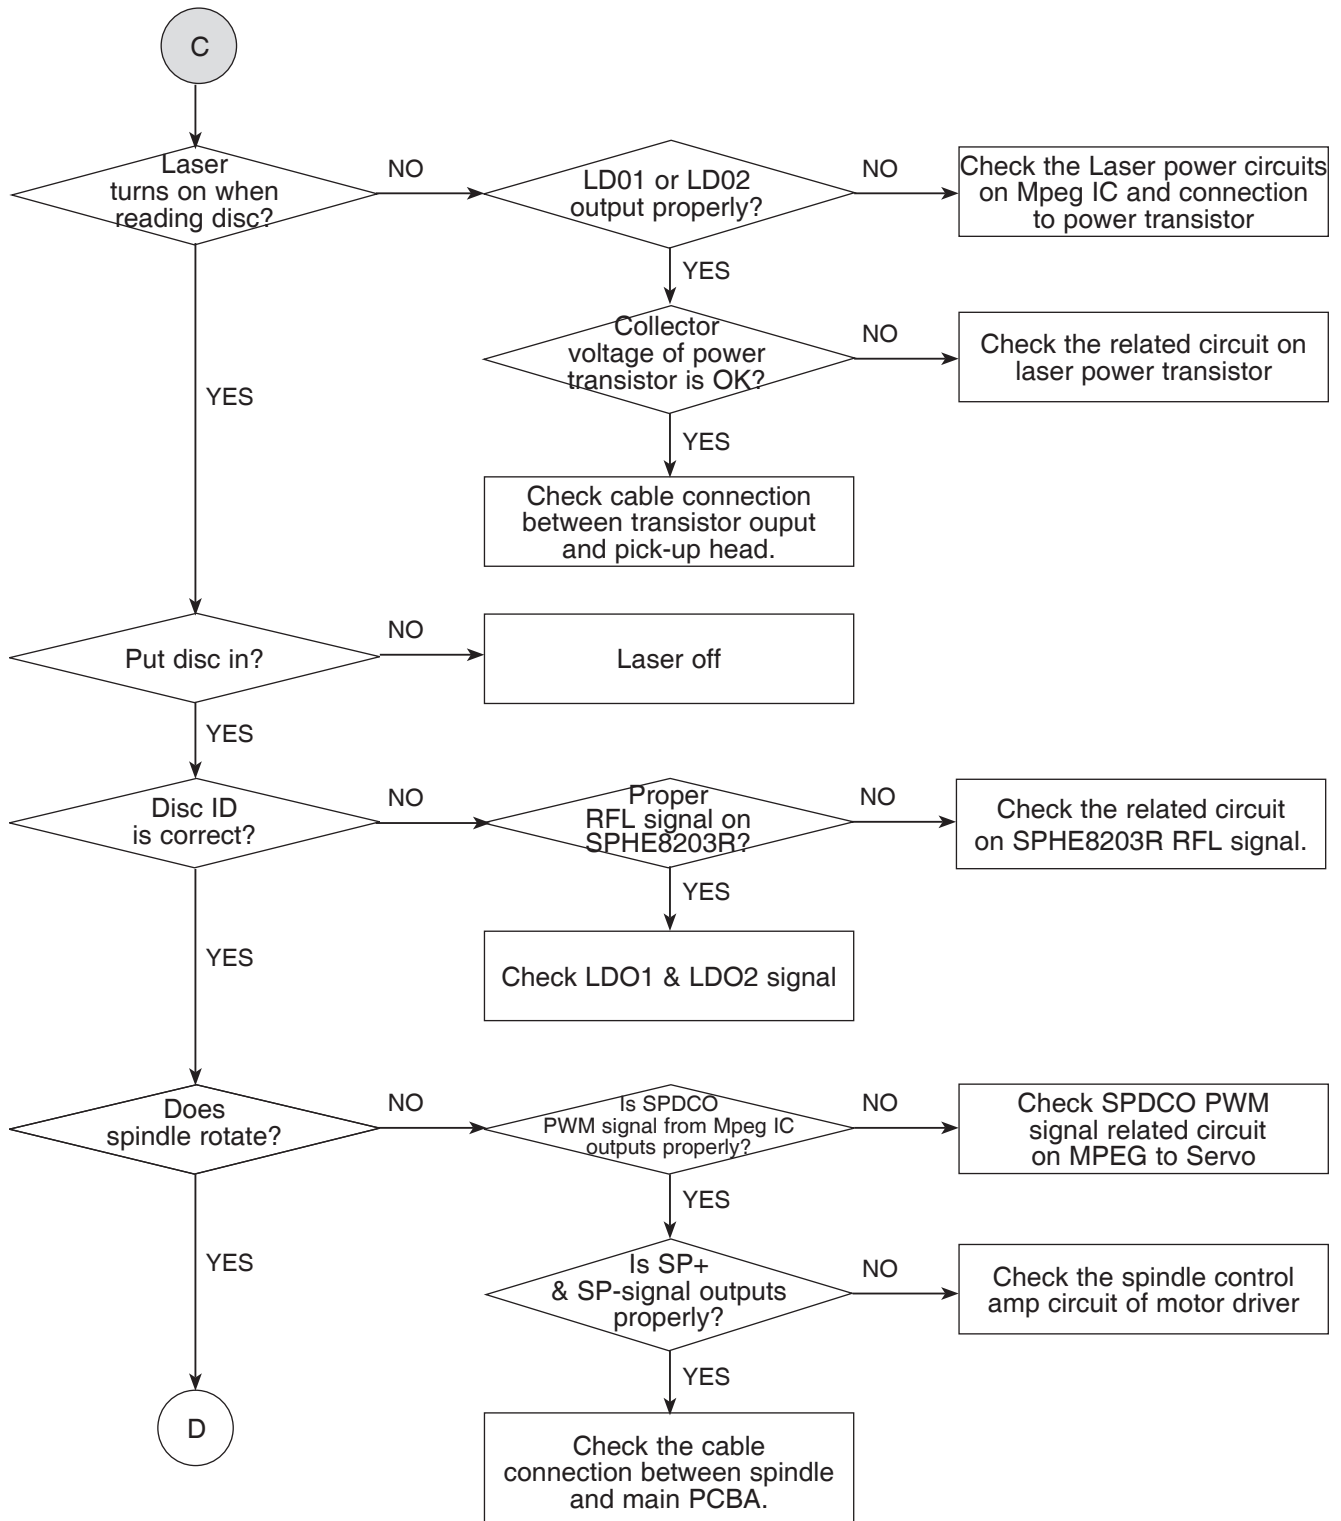 C
Laser
turns on when
reading disc?
NO
LD01 or LD02
output properly?
NO
Check the Laser power circuits
on Mpeg IC and connection
to power transistor
YES
Collector
voltage of power
transistor is OK?
NO
Check the related circuit on
laser power transistor
YES
YES
Check cable connection
between transistor ouput
and pick-up head.
Put disc in?
NO
Laser off
YES
Disc ID
is correct?
NO
Proper
RFL signal on
SPHE8203R?
NO
Check the related circuit
on SPHE8203R RFL signal.
YES
YES
Check LDO1 & LDO2 signal
Does
spindle rotate?
NO
Is SPDCO
PWM signal from Mpeg IC
outputs properly?
NO
Check SPDCO PWM
signal related circuit
on MPEG to Servo
YES
YES
Is SP+
& SP-signal outputs
properly?
NO
Check the spindle control
amp circuit of motor driver
YES
D
Check the cable
connection between spindle
and main PCBA.